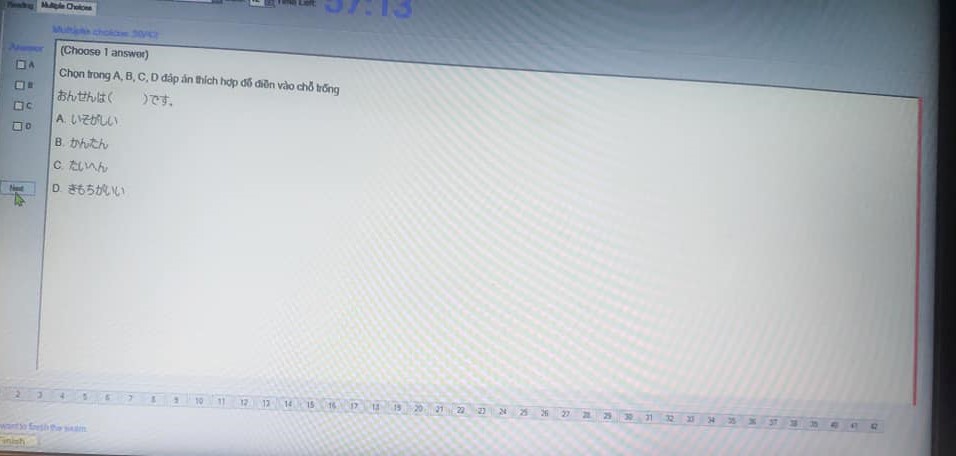 Reading Multiple Choices
Time Left: 57:13
Multiple choices 39/42
Answer
(Choose 1 answer)
A
Chọn trong A, B, C, D đáp án thích hợp để điền vào chỗ trống
B
おんせんは( )です。
C
A. いそがしい
D
B. かんたん
C. たいへん
Next
D. きもちがいい
2 3 4 5 6 7 8 9 10 11 12 13 14 15 16 17 18 19 20 21 22 23 24 25 26 27 28 29 30 31 32 33 34 35 36 37 38 39 40 41 42
want to finish the exam
Finish